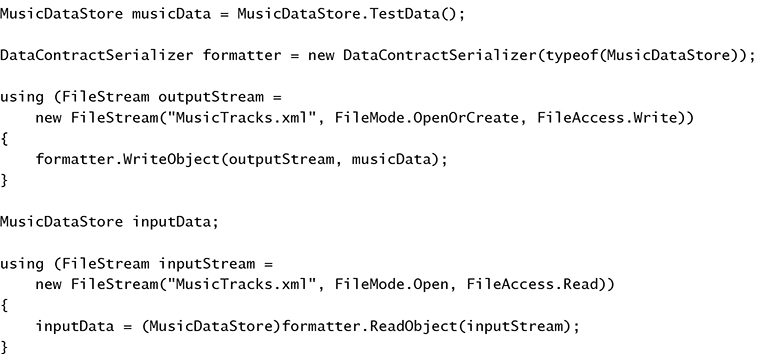 MusicDataStore musicData = MusicDataStore.TestData();
DataContractSerializer formatter = new DataContractSerializer(typeof(MusicDataStore));
using (FileStream outputStream =
    new FileStream("MusicTracks.xml", FileMode.OpenOrCreate, FileAccess.Write))
{
    formatter.WriteObject(outputStream, musicData);
}
MusicDataStore inputData;
using (FileStream inputStream =
    new FileStream("MusicTracks.xml", FileMode.Open, FileAccess.Read))
{
    inputData = (MusicDataStore)formatter.ReadObject(inputStream);
}